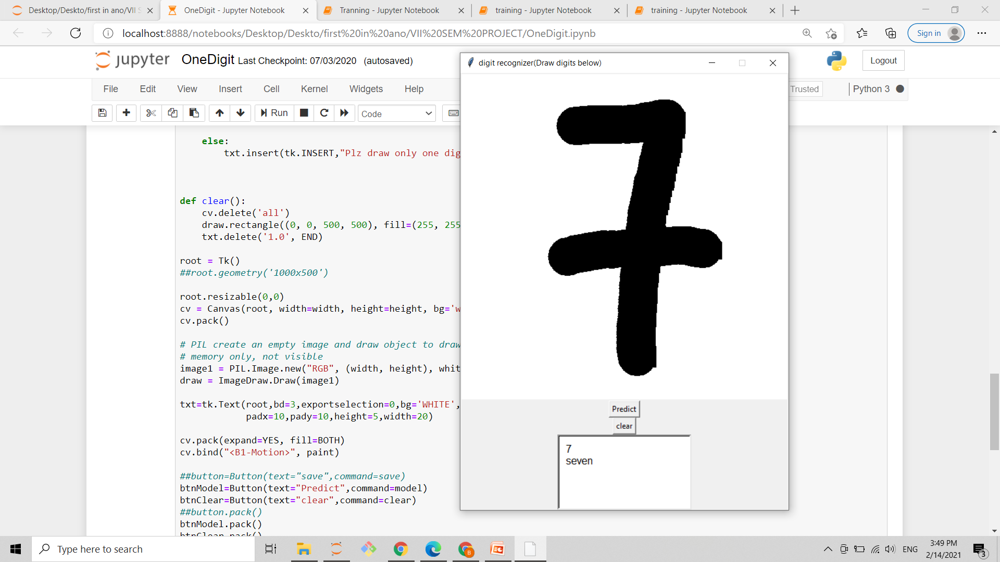 Desktop/Deskto/first in ano/VII S
OneDigit - Jupyter Notebook
Tranning - Jupyter Notebook
training - Jupyter Notebook
training - Jupyter Notebook
localhost:8888/notebooks/Desktop/Deskto/first%20in%20ano/VII%20SEM%20PROJECT/OneDigit.ipynb
Sign in
jupyter OneDigit Last Checkpoint: 07/03/2020 (autosaved)
Logout
File Edit View Insert Cell Kernel Widgets Help
Trusted
Python 3
Run
Code
    else:
        txt.insert(tk.INSERT,"Plz draw only one dig
def clear():
    cv.delete('all')
    draw.rectangle((0, 0, 500, 500), fill=(255, 255
    txt.delete('1.0', END)
root = Tk()
##root.geometry('1000x500')
root.resizable(0,0)
cv = Canvas(root, width=width, height=height, bg='w
cv.pack()
# PIL create an empty image and draw object to draw
# memory only, not visible
image1 = PIL.Image.new("RGB", (width, height), whit
draw = ImageDraw.Draw(image1)
txt=tk.Text(root,bd=3,exportselection=0,bg='WHITE',
            padx=10,pady=10,height=5,width=20)
cv.pack(expand=YES, fill=BOTH)
cv.bind("<B1-Motion>", paint)
##button=Button(text="save",command=save)
btnModel=Button(text="Predict",command=model)
btnClear=Button(text="clear",command=clear)
##button.pack()
btnModel.pack()
btnClear.pack()
digit recognizer(Draw digits below)
7
Predict
clear
7
seven
Type here to search
B
ENG
3:49 PM
2/14/2021
3